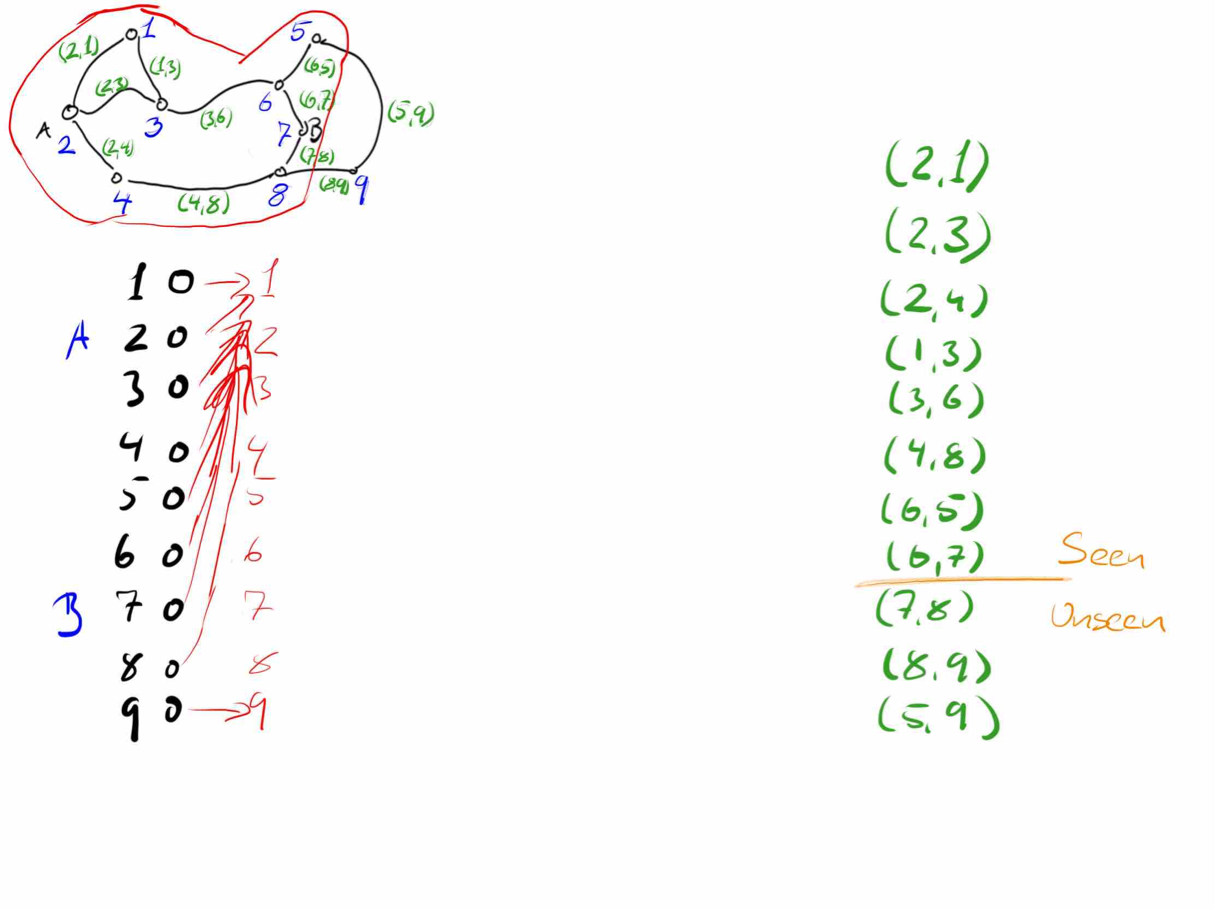 1 5
(2,1) (6,5)
(1,3)
(2,3) (6,7)
6 (5,9)
A 3 (3,6) 7 B
2 (2,4) (7,8)
4 (4,8) 8 (8,9) 9
1 0 → 1
A 2 0 2
3 0 3
4 0 4
5 0 5
6 0 6
B 7 0 7
8 0 8
9 0 → 9
(2,1)
(2,3)
(2,4)
(1,3)
(3,6)
(4,8)
(6,5)
(6,7) Seen
(7,8) Unseen
(8,9)
(5,9)